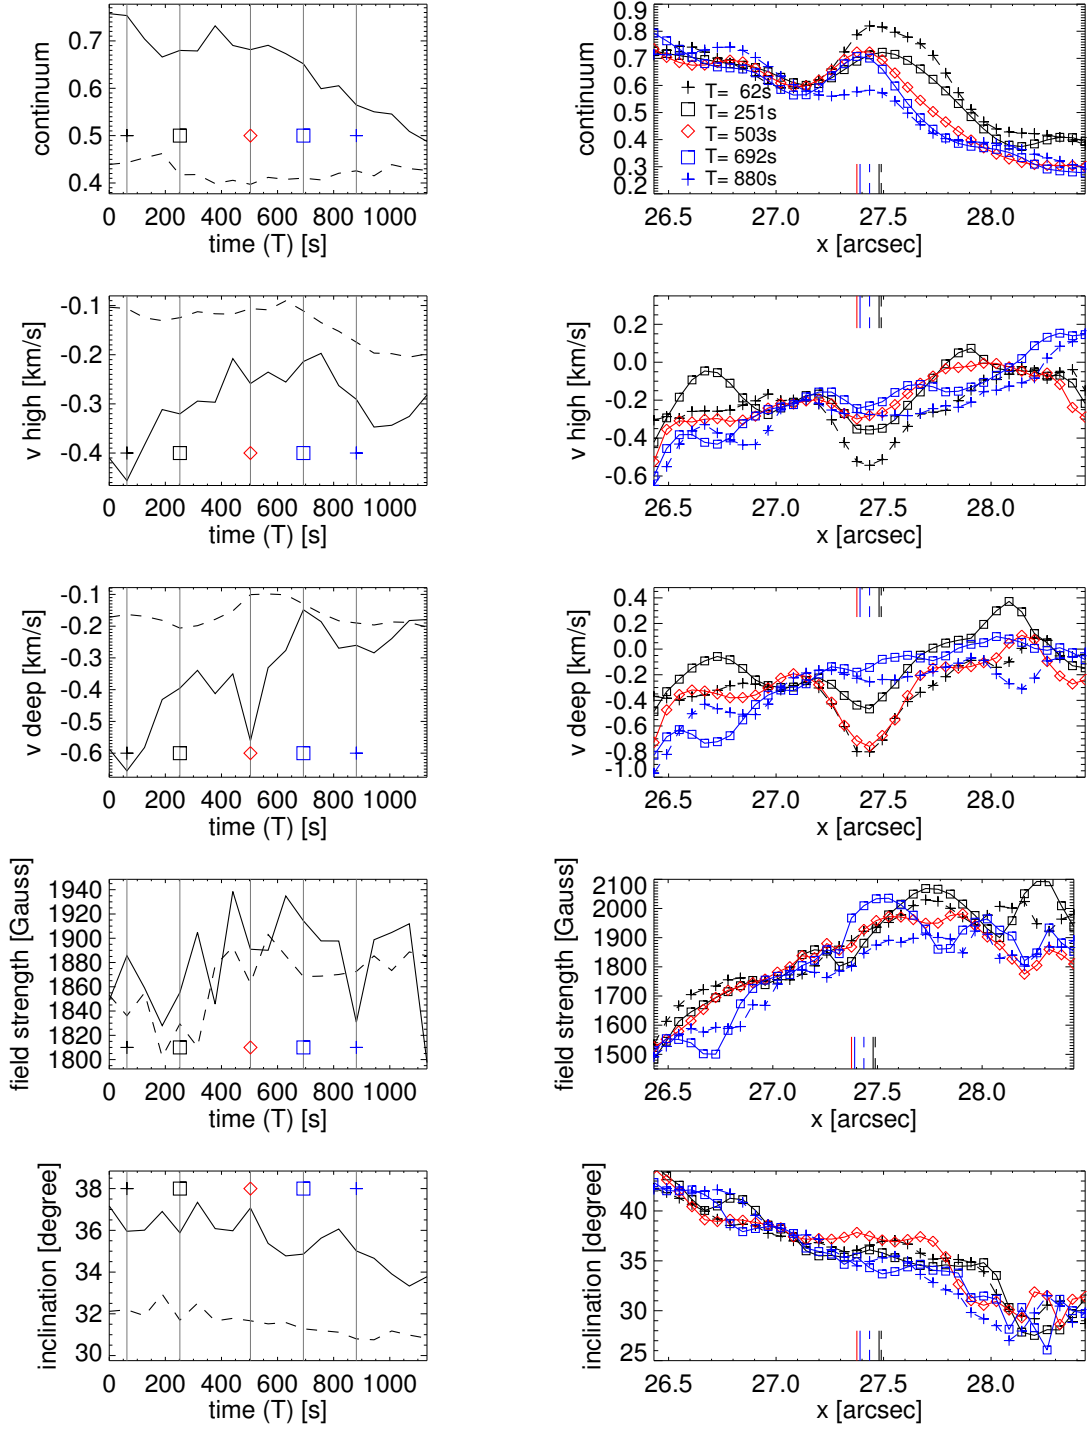 continuum
0.7
0.6
0.5
0.4
0 200 400 600 800 1000
time (T) [s]
continuum
0.9
0.8
0.7
0.6
0.5
0.4
0.3
0.2
T= 62s
T= 251s
T= 503s
T= 692s
T= 880s
26.5 27.0 27.5 28.0
x [arcsec]
v high [km/s]
-0.1
-0.2
-0.3
-0.4
0 200 400 600 800 1000
time (T) [s]
v high [km/s]
0.2
0.0
-0.2
-0.4
-0.6
26.5 27.0 27.5 28.0
x [arcsec]
v deep [km/s]
-0.1
-0.2
-0.3
-0.4
-0.5
-0.6
0 200 400 600 800 1000
time (T) [s]
v deep [km/s]
0.4
0.2
0.0
-0.2
-0.4
-0.6
-0.8
-1.0
26.5 27.0 27.5 28.0
x [arcsec]
field strength [Gauss]
1940
1920
1900
1880
1860
1840
1820
1800
0 200 400 600 800 1000
time (T) [s]
field strength [Gauss]
2100
2000
1900
1800
1700
1600
1500
26.5 27.0 27.5 28.0
x [arcsec]
inclination [degree]
38
36
34
32
30
0 200 400 600 800 1000
time (T) [s]
inclination [degree]
40
35
30
25
26.5 27.0 27.5 28.0
x [arcsec]